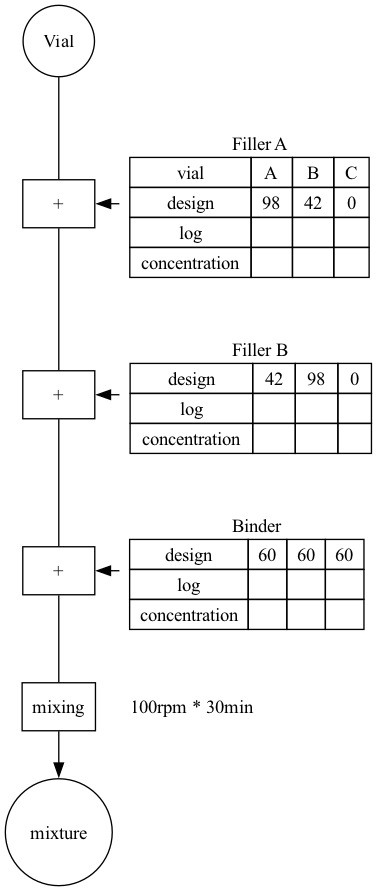 Vial
Filler A
vial A B C
+ design 98 42 0
log
concentration
Filler B
+ design 42 98 0
log
concentration
Binder
design 60 60 60
+ log
concentration
mixing 100rpm * 30min
mixture